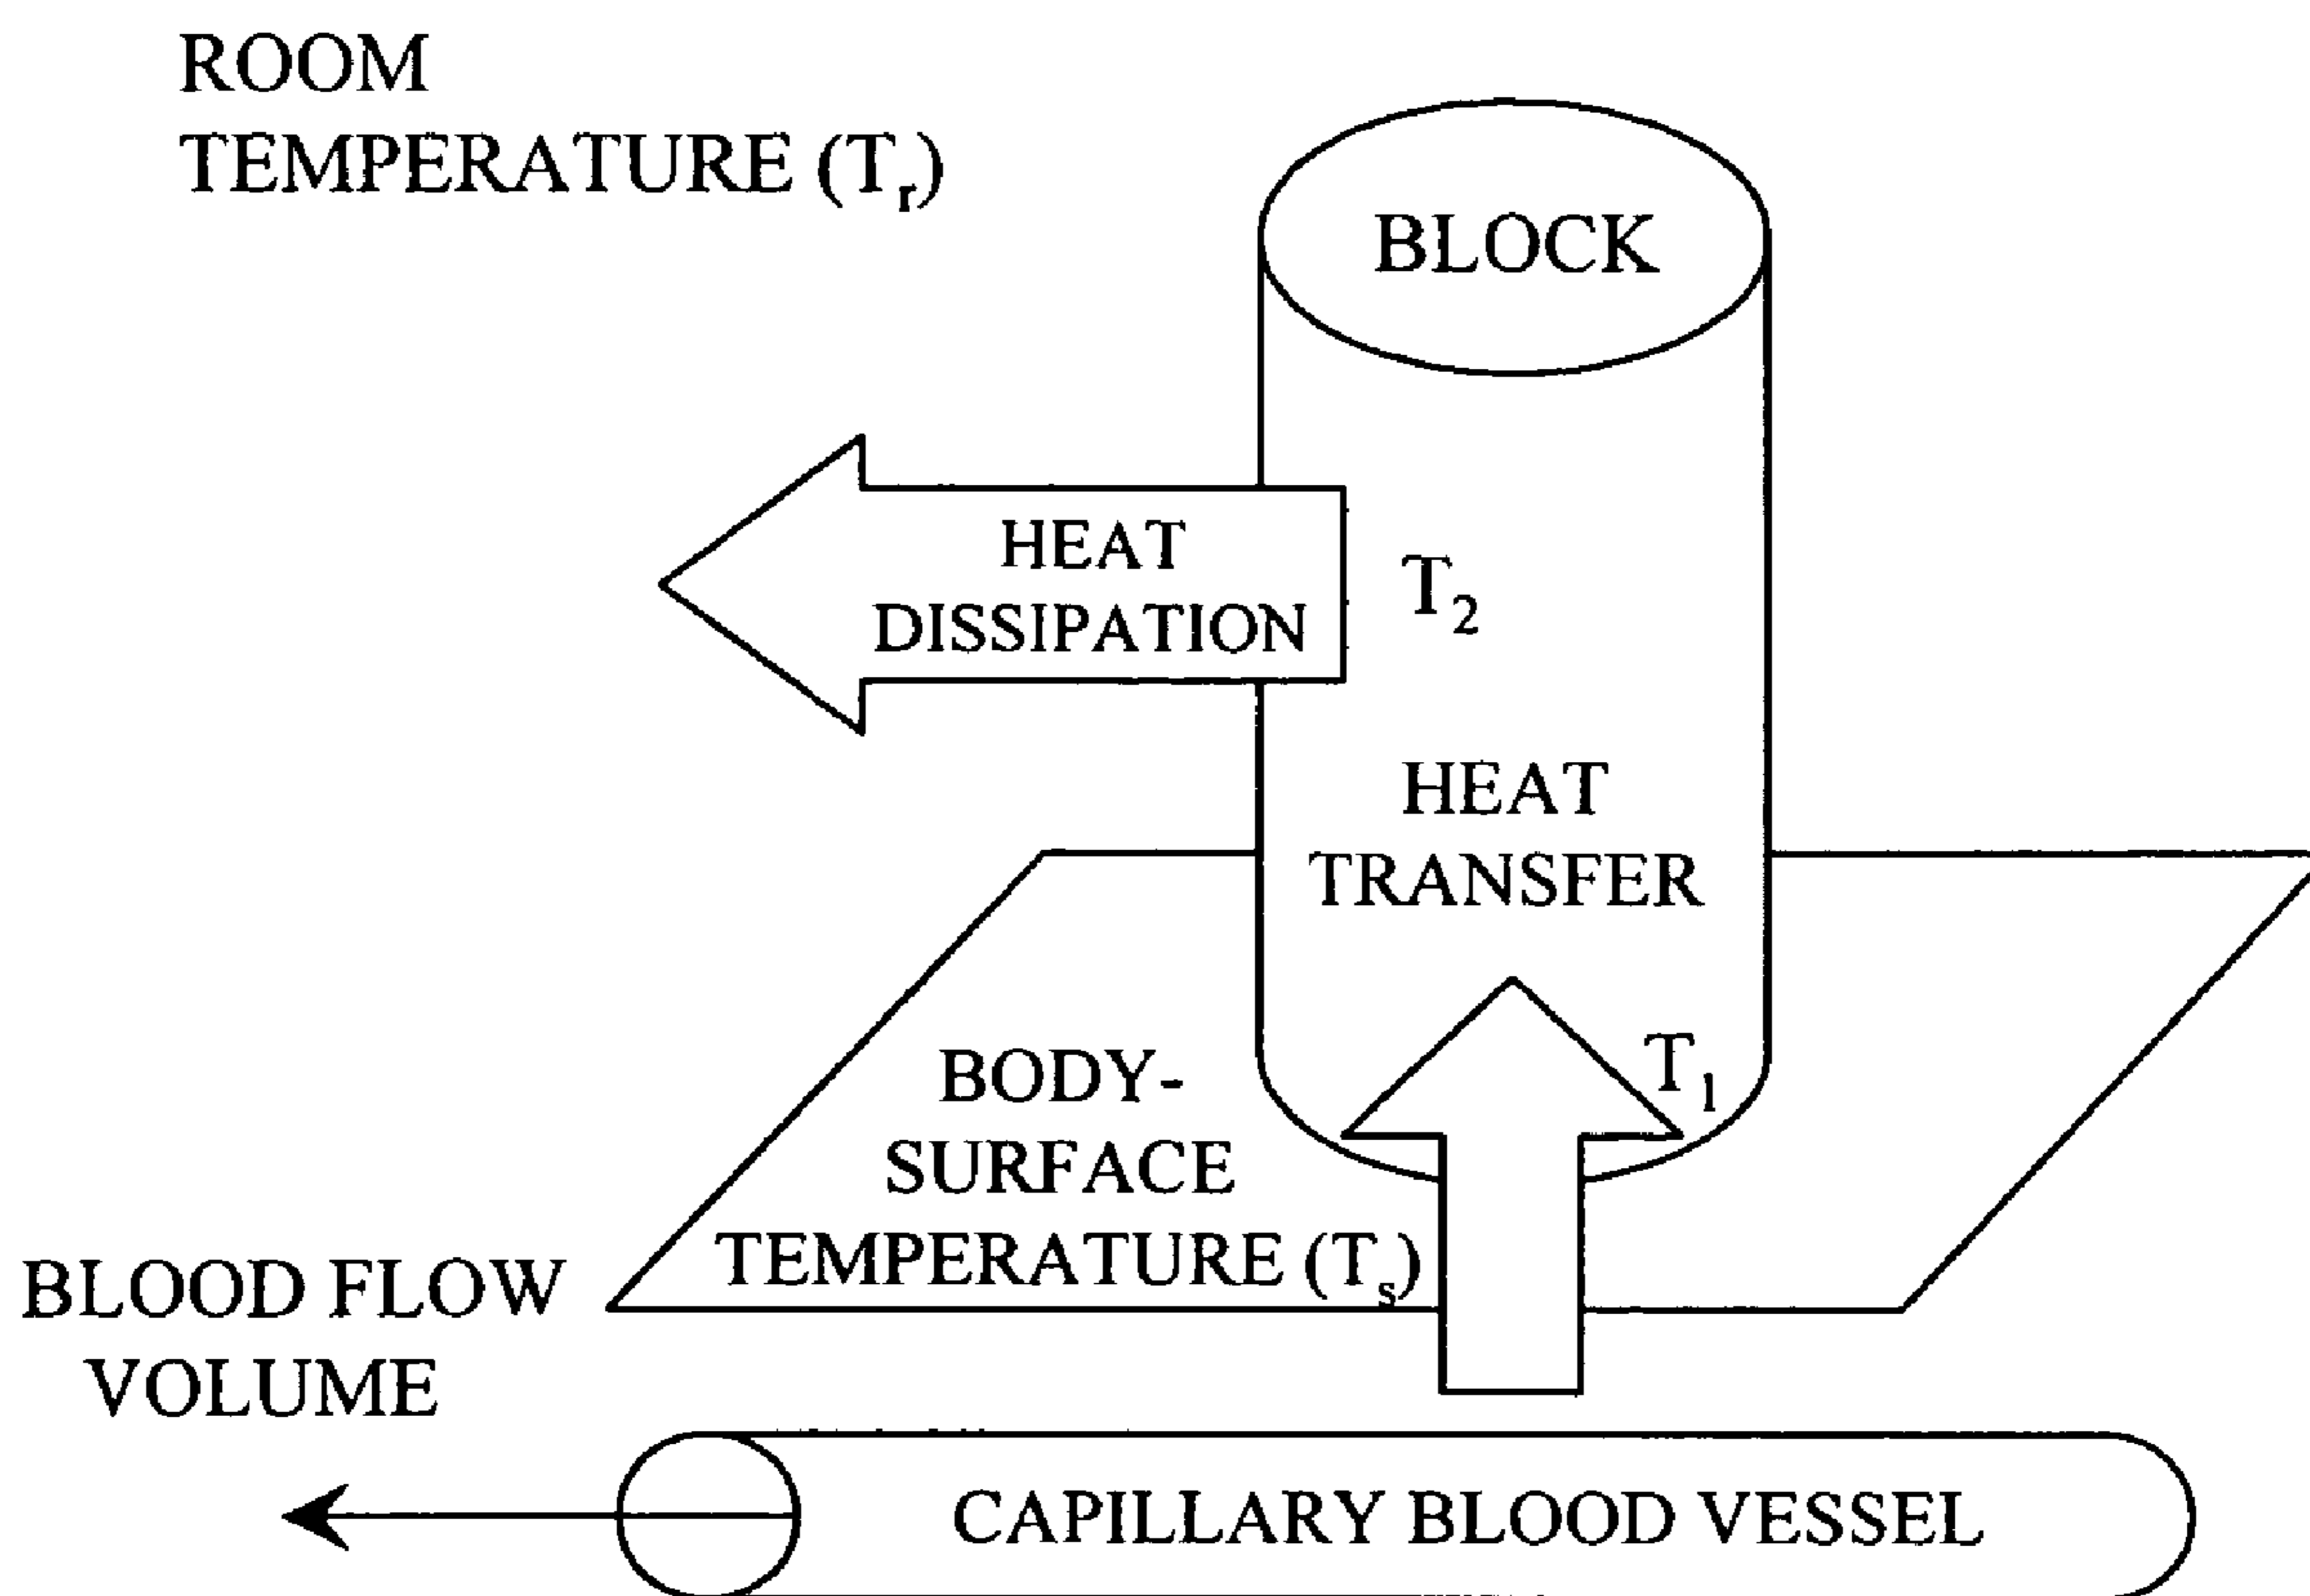 ROOM
TEMPERATURE (Tr)
BLOCK
HEAT
DISSIPATION
T2
HEAT
TRANSFER
T1
BODY-
SURFACE
TEMPERATURE (Ts)
BLOOD FLOW
VOLUME
CAPILLARY BLOOD VESSEL